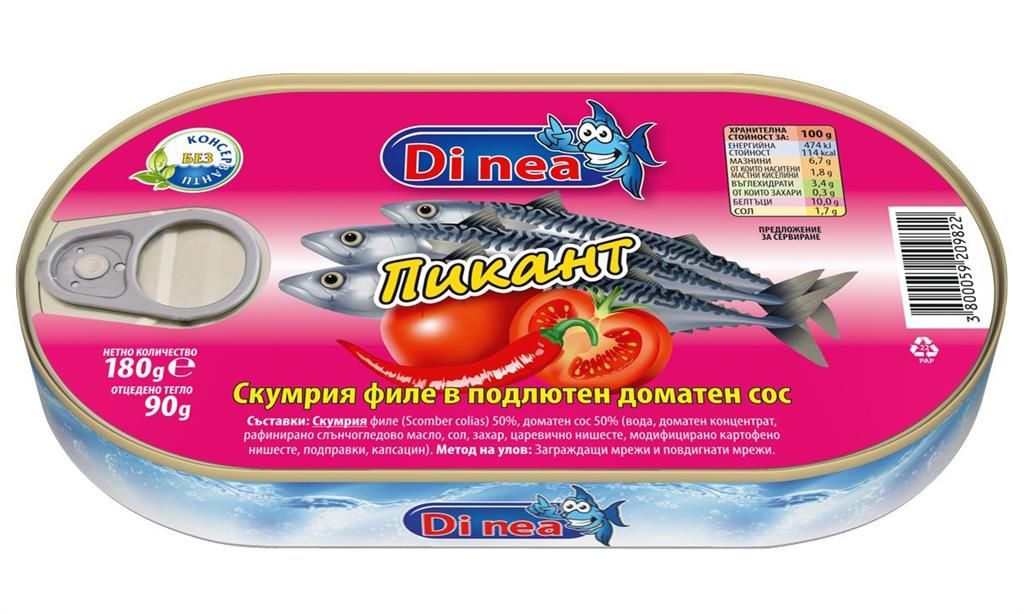 КОНСЕРВАНТИ
БЕЗ
Di nea
ХРАНИТЕЛНА
СТОЙНОСТ ЗА: 100 g
ЕНЕРГИЙНА 474 kJ
СТОЙНОСТ 114 kcal
МАЗНИНИ 6,7 g
ОТ КОИТО НАСИТЕНИ
МАСТНИ КИСЕЛИНИ 1,8 g
ВЪГЛЕХИДРАТИ 3,4 g
ОТ КОИТО ЗАХАРИ 0,3 g
БЕЛТЪЦИ 10,0 g
СОЛ 1,7 g
ПРЕДЛОЖЕНИЕ
ЗА СЕРВИРАНЕ
3 800059 209822
22
PAP
Пикант
НЕТНО КОЛИЧЕСТВО
180g e
ОТЦЕДЕНО ТЕГЛО
90g
Скумрия филе в подлютен доматен сос
Съставки: Скумрия филе (Scomber colias) 50%, доматен сос 50% (вода, доматен концентрат,
рафинирано слънчогледово масло, сол, захар, царевично нишесте, модифицирано картофено
нишесте, подправки, капсацин). Метод на улов: Заграждащи мрежи и повдигнати мрежи.
Di nea